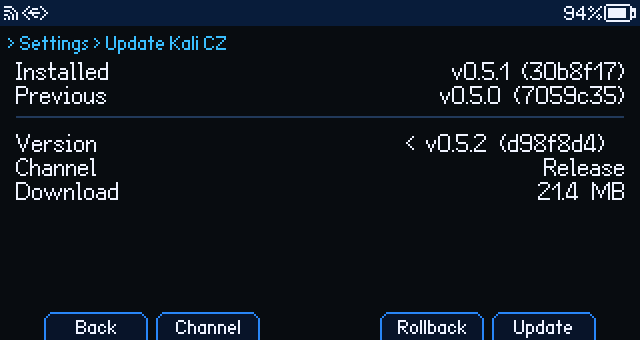 94%
> Settings > Update Kali CZ
Installed v0.5.1 (30b8f17)
Previous v0.5.0 (7059c35)
Version < v0.5.2 (d98f8d4)
Channel Release
Download 21.4 MB
Back Channel Rollback Update